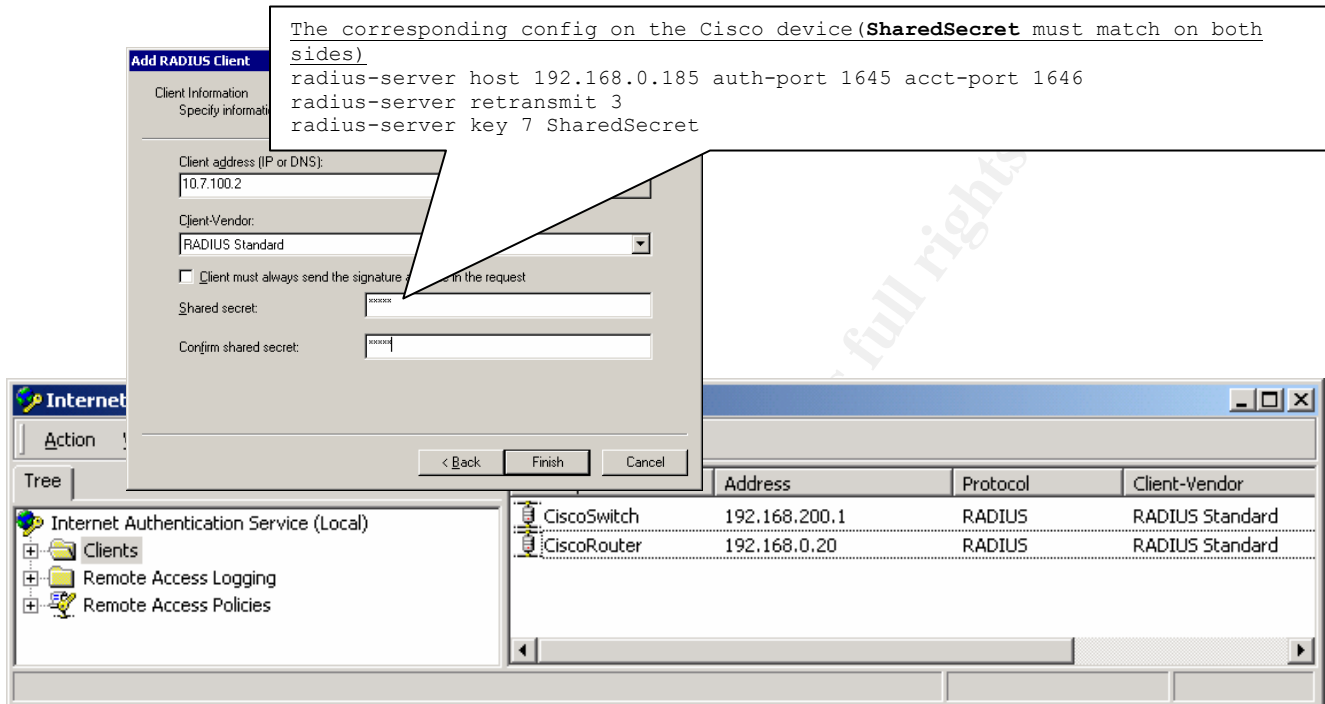 The corresponding config on the Cisco device(SharedSecret must match on both
sides)
radius-server host 192.168.0.185 auth-port 1645 acct-port 1646
radius-server retransmit 3
radius-server key 7 SharedSecret
Add RADIUS Client
Client Information
Specify
Client address (IP or DNS):
10.7.100.2
Client-Vendor:
RADIUS Standard
Client must always send the signature in the request
Shared secret:
xxxxx
Confirm shared secret:
xxxxx
< Back Finish Cancel
Internet
Action
Tree
Address Protocol Client-Vendor
Internet Authentication Service (Local)
Clients
Remote Access Logging
Remote Access Policies
CiscoSwitch 192.168.200.1 RADIUS RADIUS Standard
CiscoRouter 192.168.0.20 RADIUS RADIUS Standard
full rights